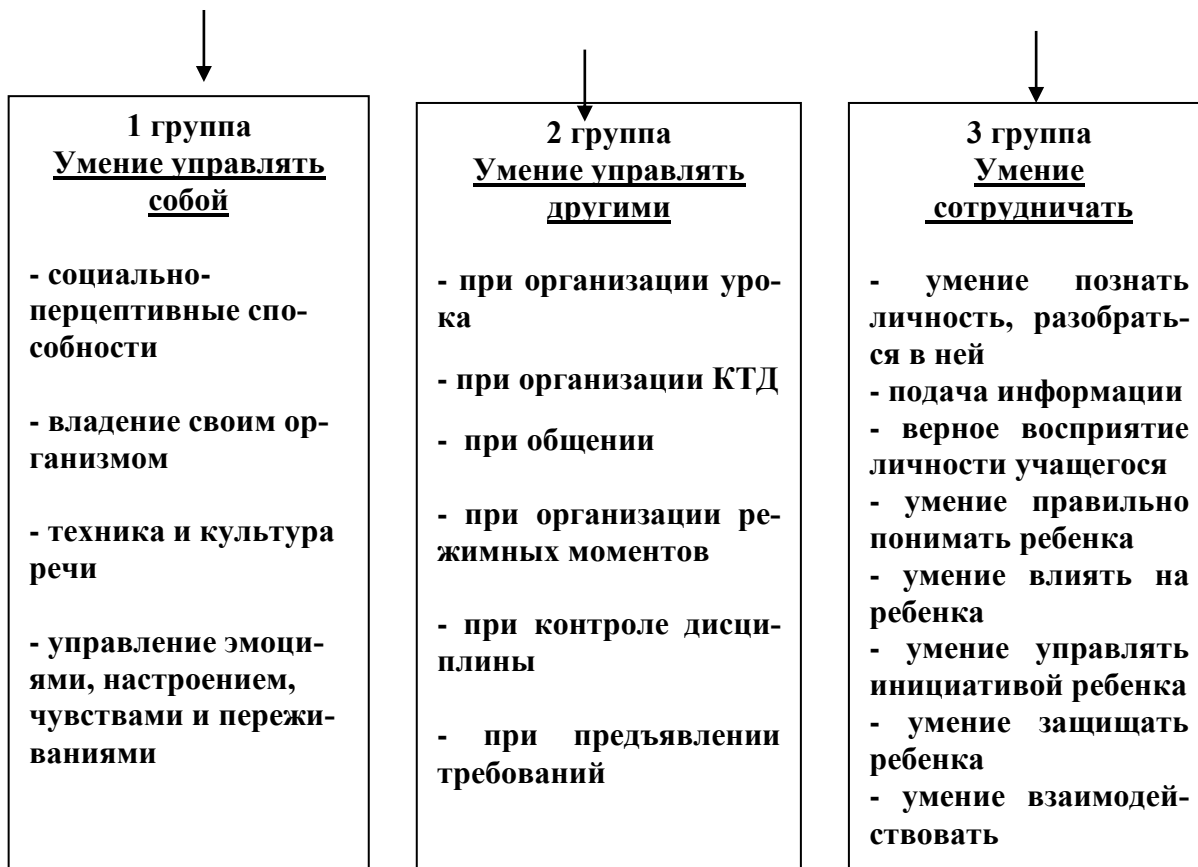 1 группа
Умение управлять
собой
- социально-
перцептивные спо-
собности
- владение своим ор-
ганизмом
- техника и культура
речи
- управление эмоци-
ями, настроением,
чувствами и пережи-
ваниями
2 группа
Умение управлять
другими
- при организации уро-
ка
- при организации КТД
- при общении
- при организации ре-
жимных моментов
- при контроле дисци-
плины
- при предъявлении
требований
3 группа
Умение
сотрудничать
- умение познать
личность, разобрать-
ся в ней
- подача информации
- верное восприятие
личности учащегося
- умение правильно
понимать ребенка
- умение влиять на
ребенка
- умение управлять
инициативой ребенка
- умение защищать
ребенка
- умение взаимодей-
ствовать